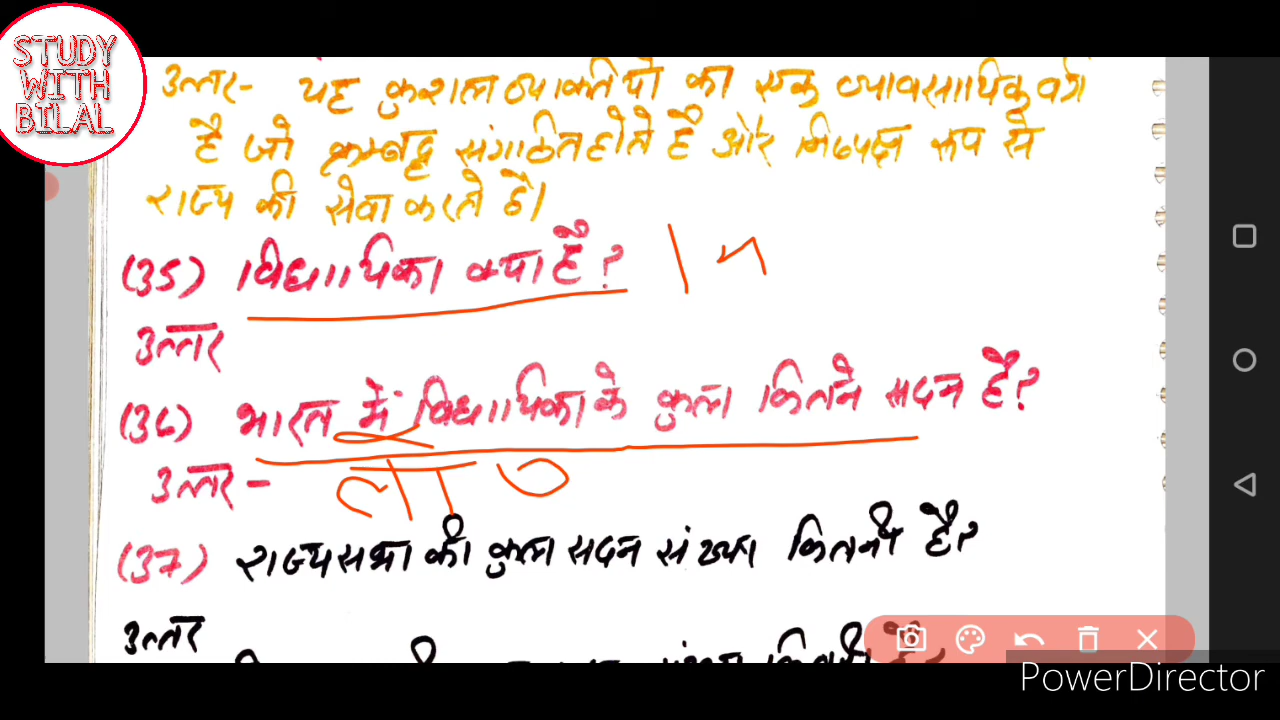 STUDY
WITH
BILAL
उत्तर- यह कुशल व्यक्तियों का एक व्यावसायिक वर्ग
है जो क्रमबद्ध संगठित होते है और निष्पक्ष रूप से
राज्य की सेवा करते है।
(35) विधायिका क्या है?
उत्तर
(36) भारत में विधायिका के कुल कितने सदन है?
उत्तर-
(37) राज्यसभा की कुल सदन संख्या कितनी है?
उत्तर
PowerDirector